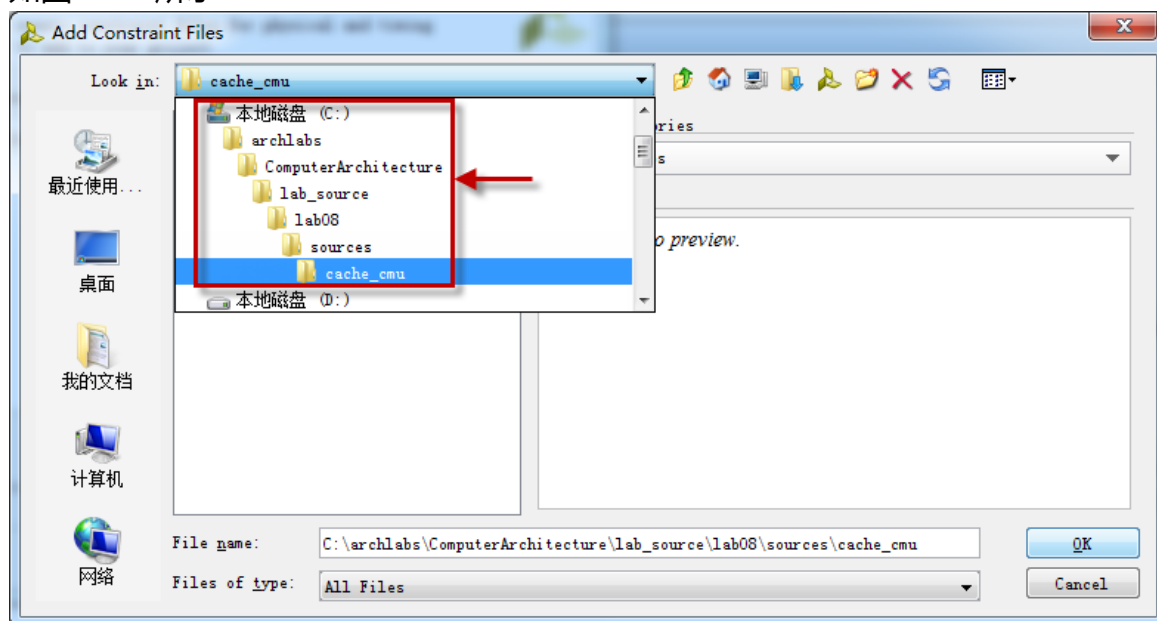 Add Constraint Files
Look in: cache_cmu
本地磁盘 (C:)
archlabs
ComputerArchitecture
lab_source
lab08
sources
cache_cmu
本地磁盘 (D:)
最近使用...
桌面
我的文档
计算机
网络
File name: C:\archlabs\ComputerArchitecture\lab_source\lab08\sources\cache_cmu
OK
Files of type: All Files
Cancel